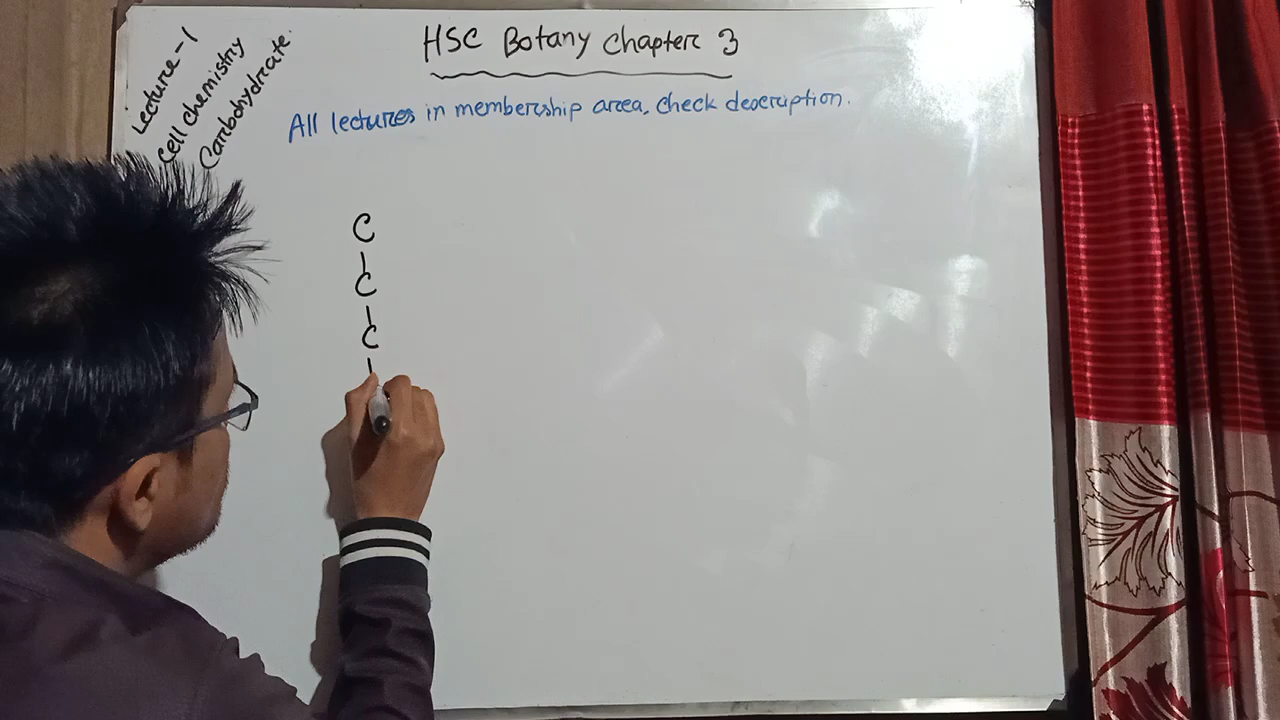 Lecture-1
Cell chemistry
Carbohydrate.
HSC Botany Chapter 3
All lectures in membership area, check description.
C
C
C